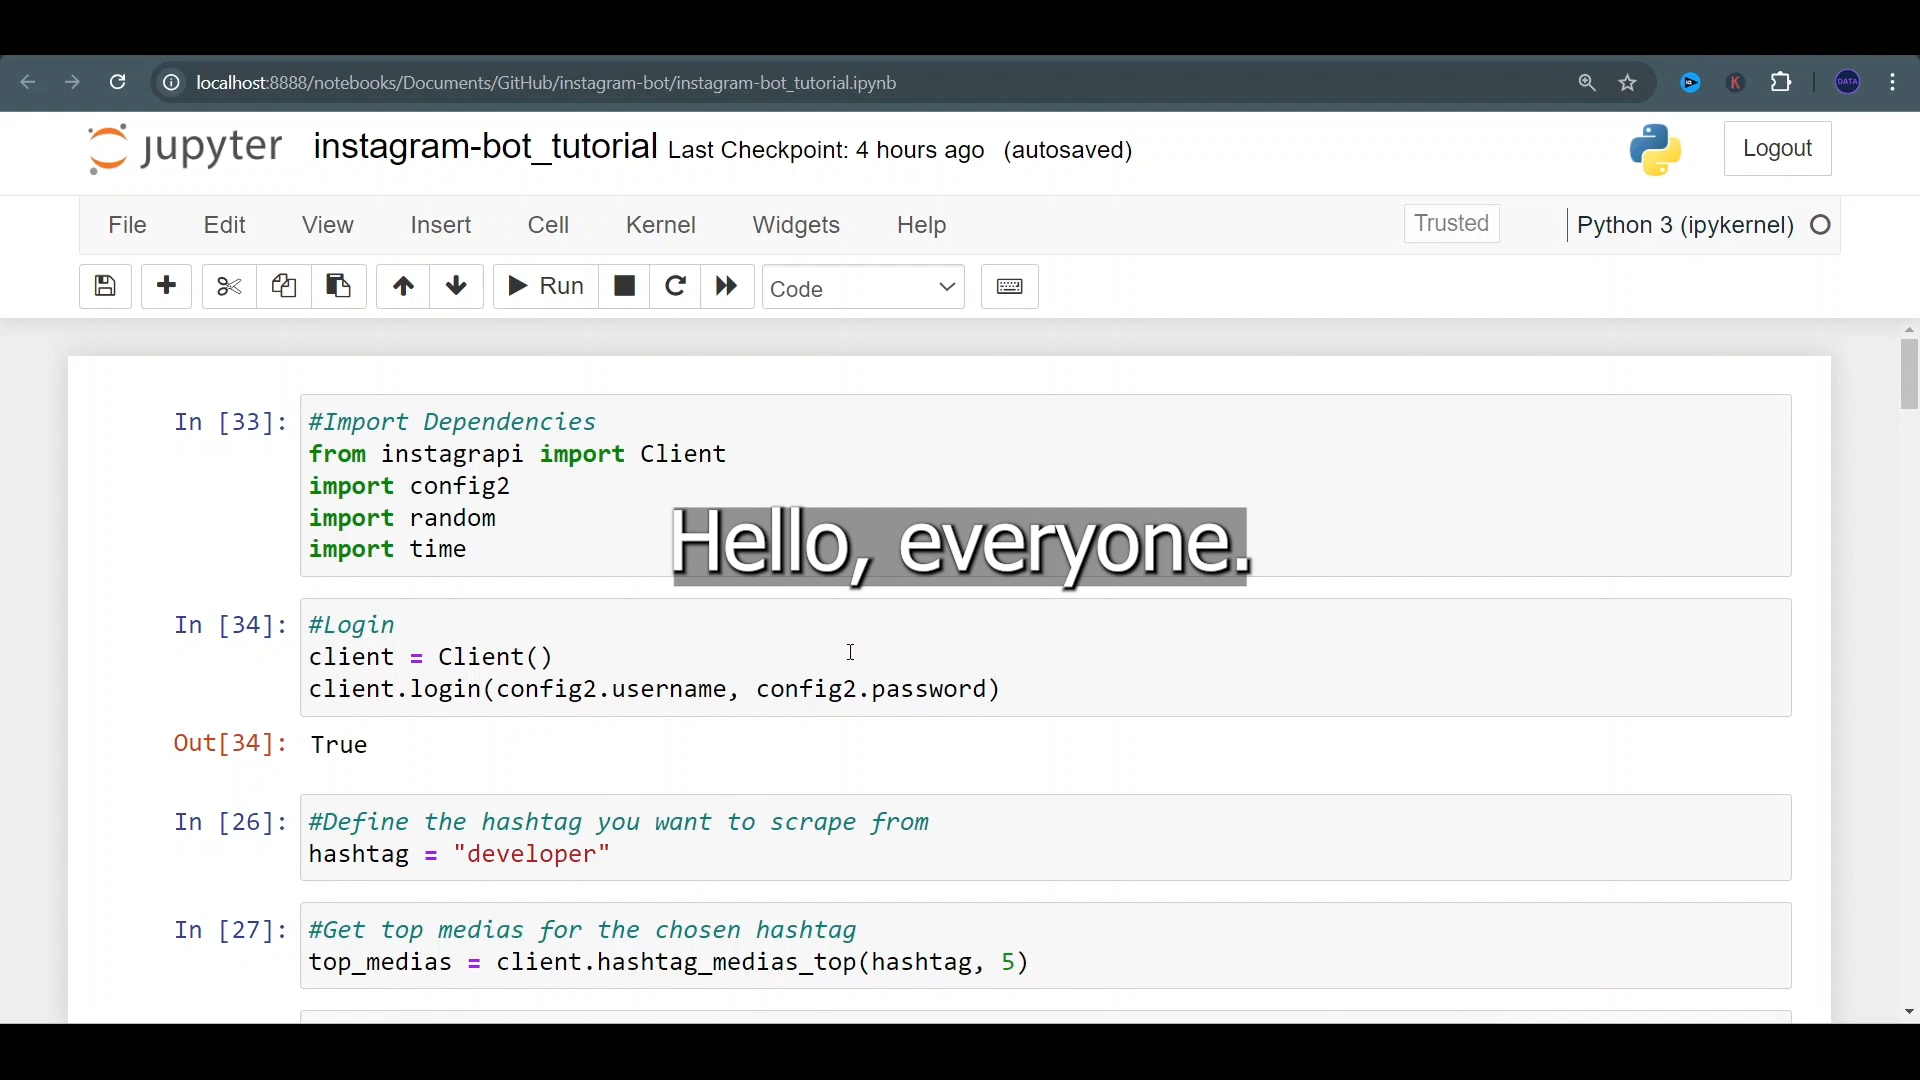 localhost:8888/notebooks/Documents/GitHub/instagram-bot/instagram-bot_tutorial.ipynb
K
DATA
jupyter instagram-bot_tutorial Last Checkpoint: 4 hours ago (autosaved)
Logout
File Edit View Insert Cell Kernel Widgets Help
Trusted Python 3 (ipykernel)
Run Code
In [33]: #Import Dependencies
from instagrapi import Client
import config2
import random
import time
Hello, everyone.
In [34]: #Login
client = Client()
client.login(config2.username, config2.password)
Out[34]: True
In [26]: #Define the hashtag you want to scrape from
hashtag = "developer"
In [27]: #Get top medias for the chosen hashtag
top_medias = client.hashtag_medias_top(hashtag, 5)